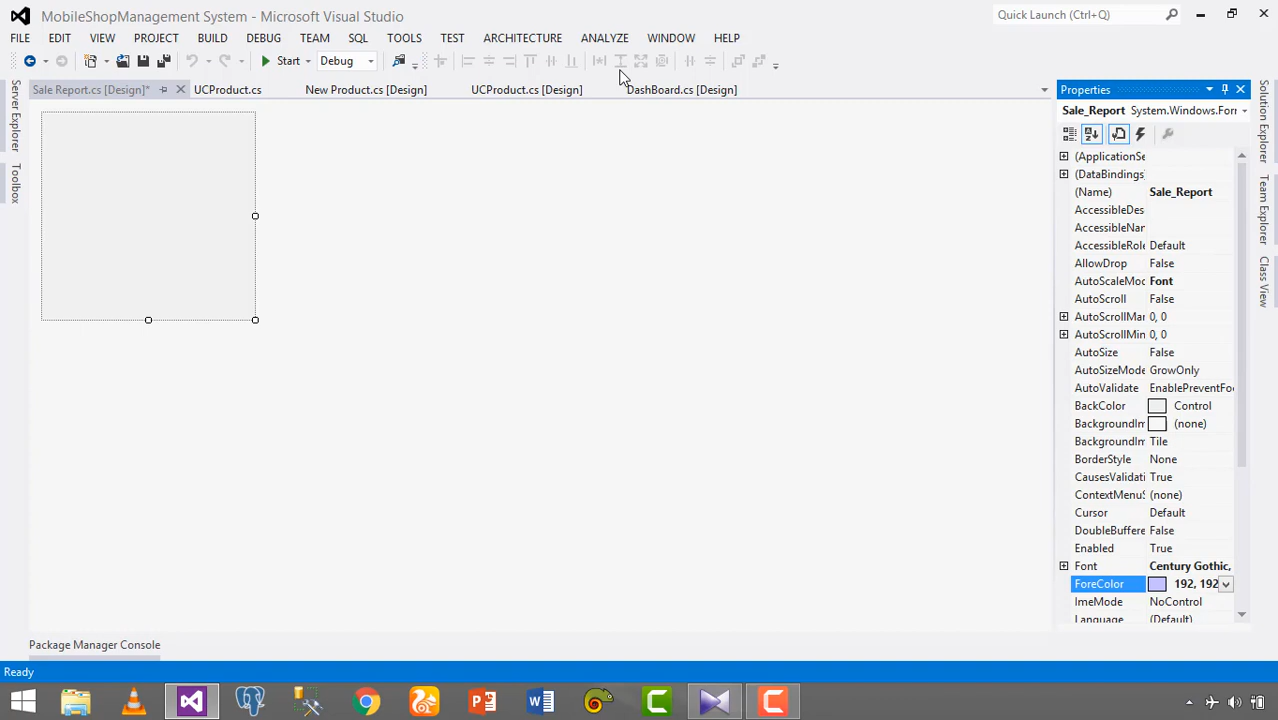 MobileShopManagement System - Microsoft Visual Studio
Quick Launch (Ctrl+Q)
FILE EDIT VIEW PROJECT BUILD DEBUG TEAM SQL TOOLS TEST ARCHITECTURE ANALYZE WINDOW HELP
Start Debug
Sale Report.cs [Design]* UCProduct.cs New Product.cs [Design] UCProduct.cs [Design] DashBoard.cs [Design]
Server Explorer
Toolbox
Properties
Sale_Report System.Windows.Forr
(ApplicationSe
(DataBindings)
(Name) Sale_Report
AccessibleDes
AccessibleNar
AccessibleRole Default
AllowDrop False
AutoScaleMod Font
AutoScroll False
AutoScrollMar 0, 0
AutoScrollMin 0, 0
AutoSize False
AutoSizeMode GrowOnly
AutoValidate EnablePreventFoc
BackColor Control
BackgroundIm (none)
BackgroundIm Tile
BorderStyle None
CausesValidati True
ContextMenuS (none)
Cursor Default
DoubleBuffere False
Enabled True
Font Century Gothic,
ForeColor 192, 192
ImeMode NoControl
Language (Default)
Solution Explorer
Team Explorer
Class View
Package Manager Console
Ready